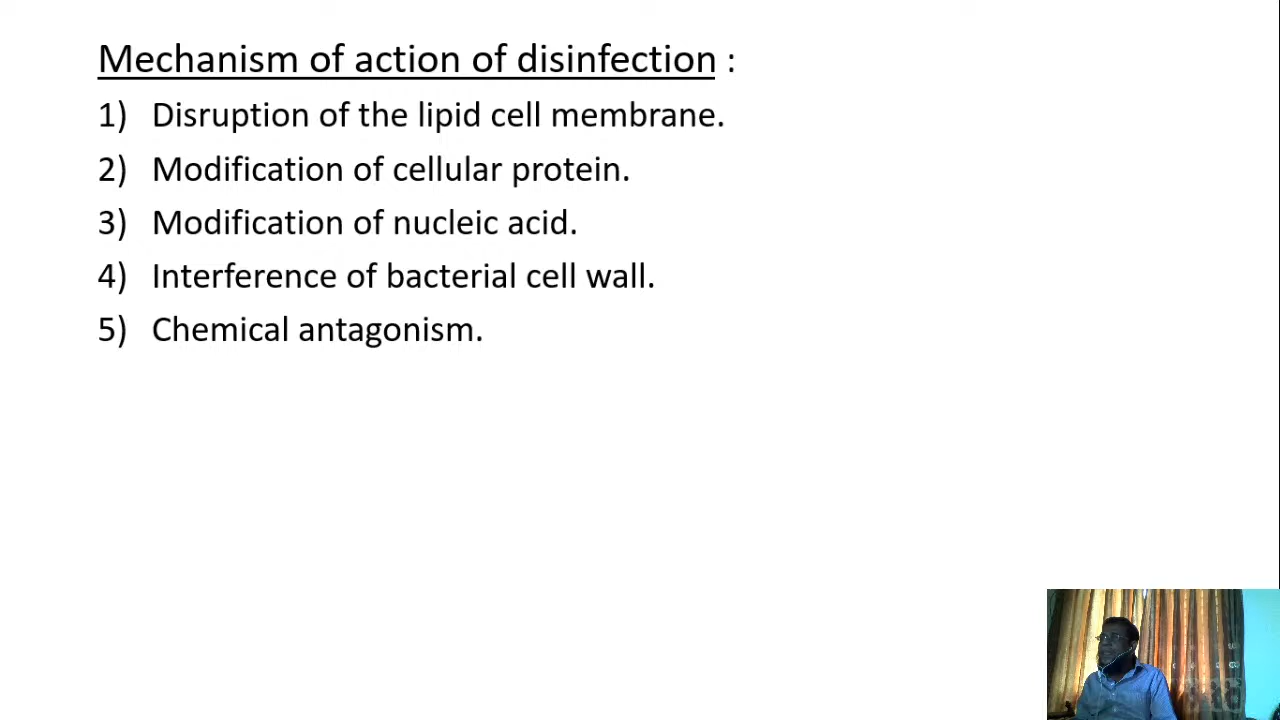 Mechanism of action of disinfection :
1) Disruption of the lipid cell membrane.
2) Modification of cellular protein.
3) Modification of nucleic acid.
4) Interference of bacterial cell wall.
5) Chemical antagonism.